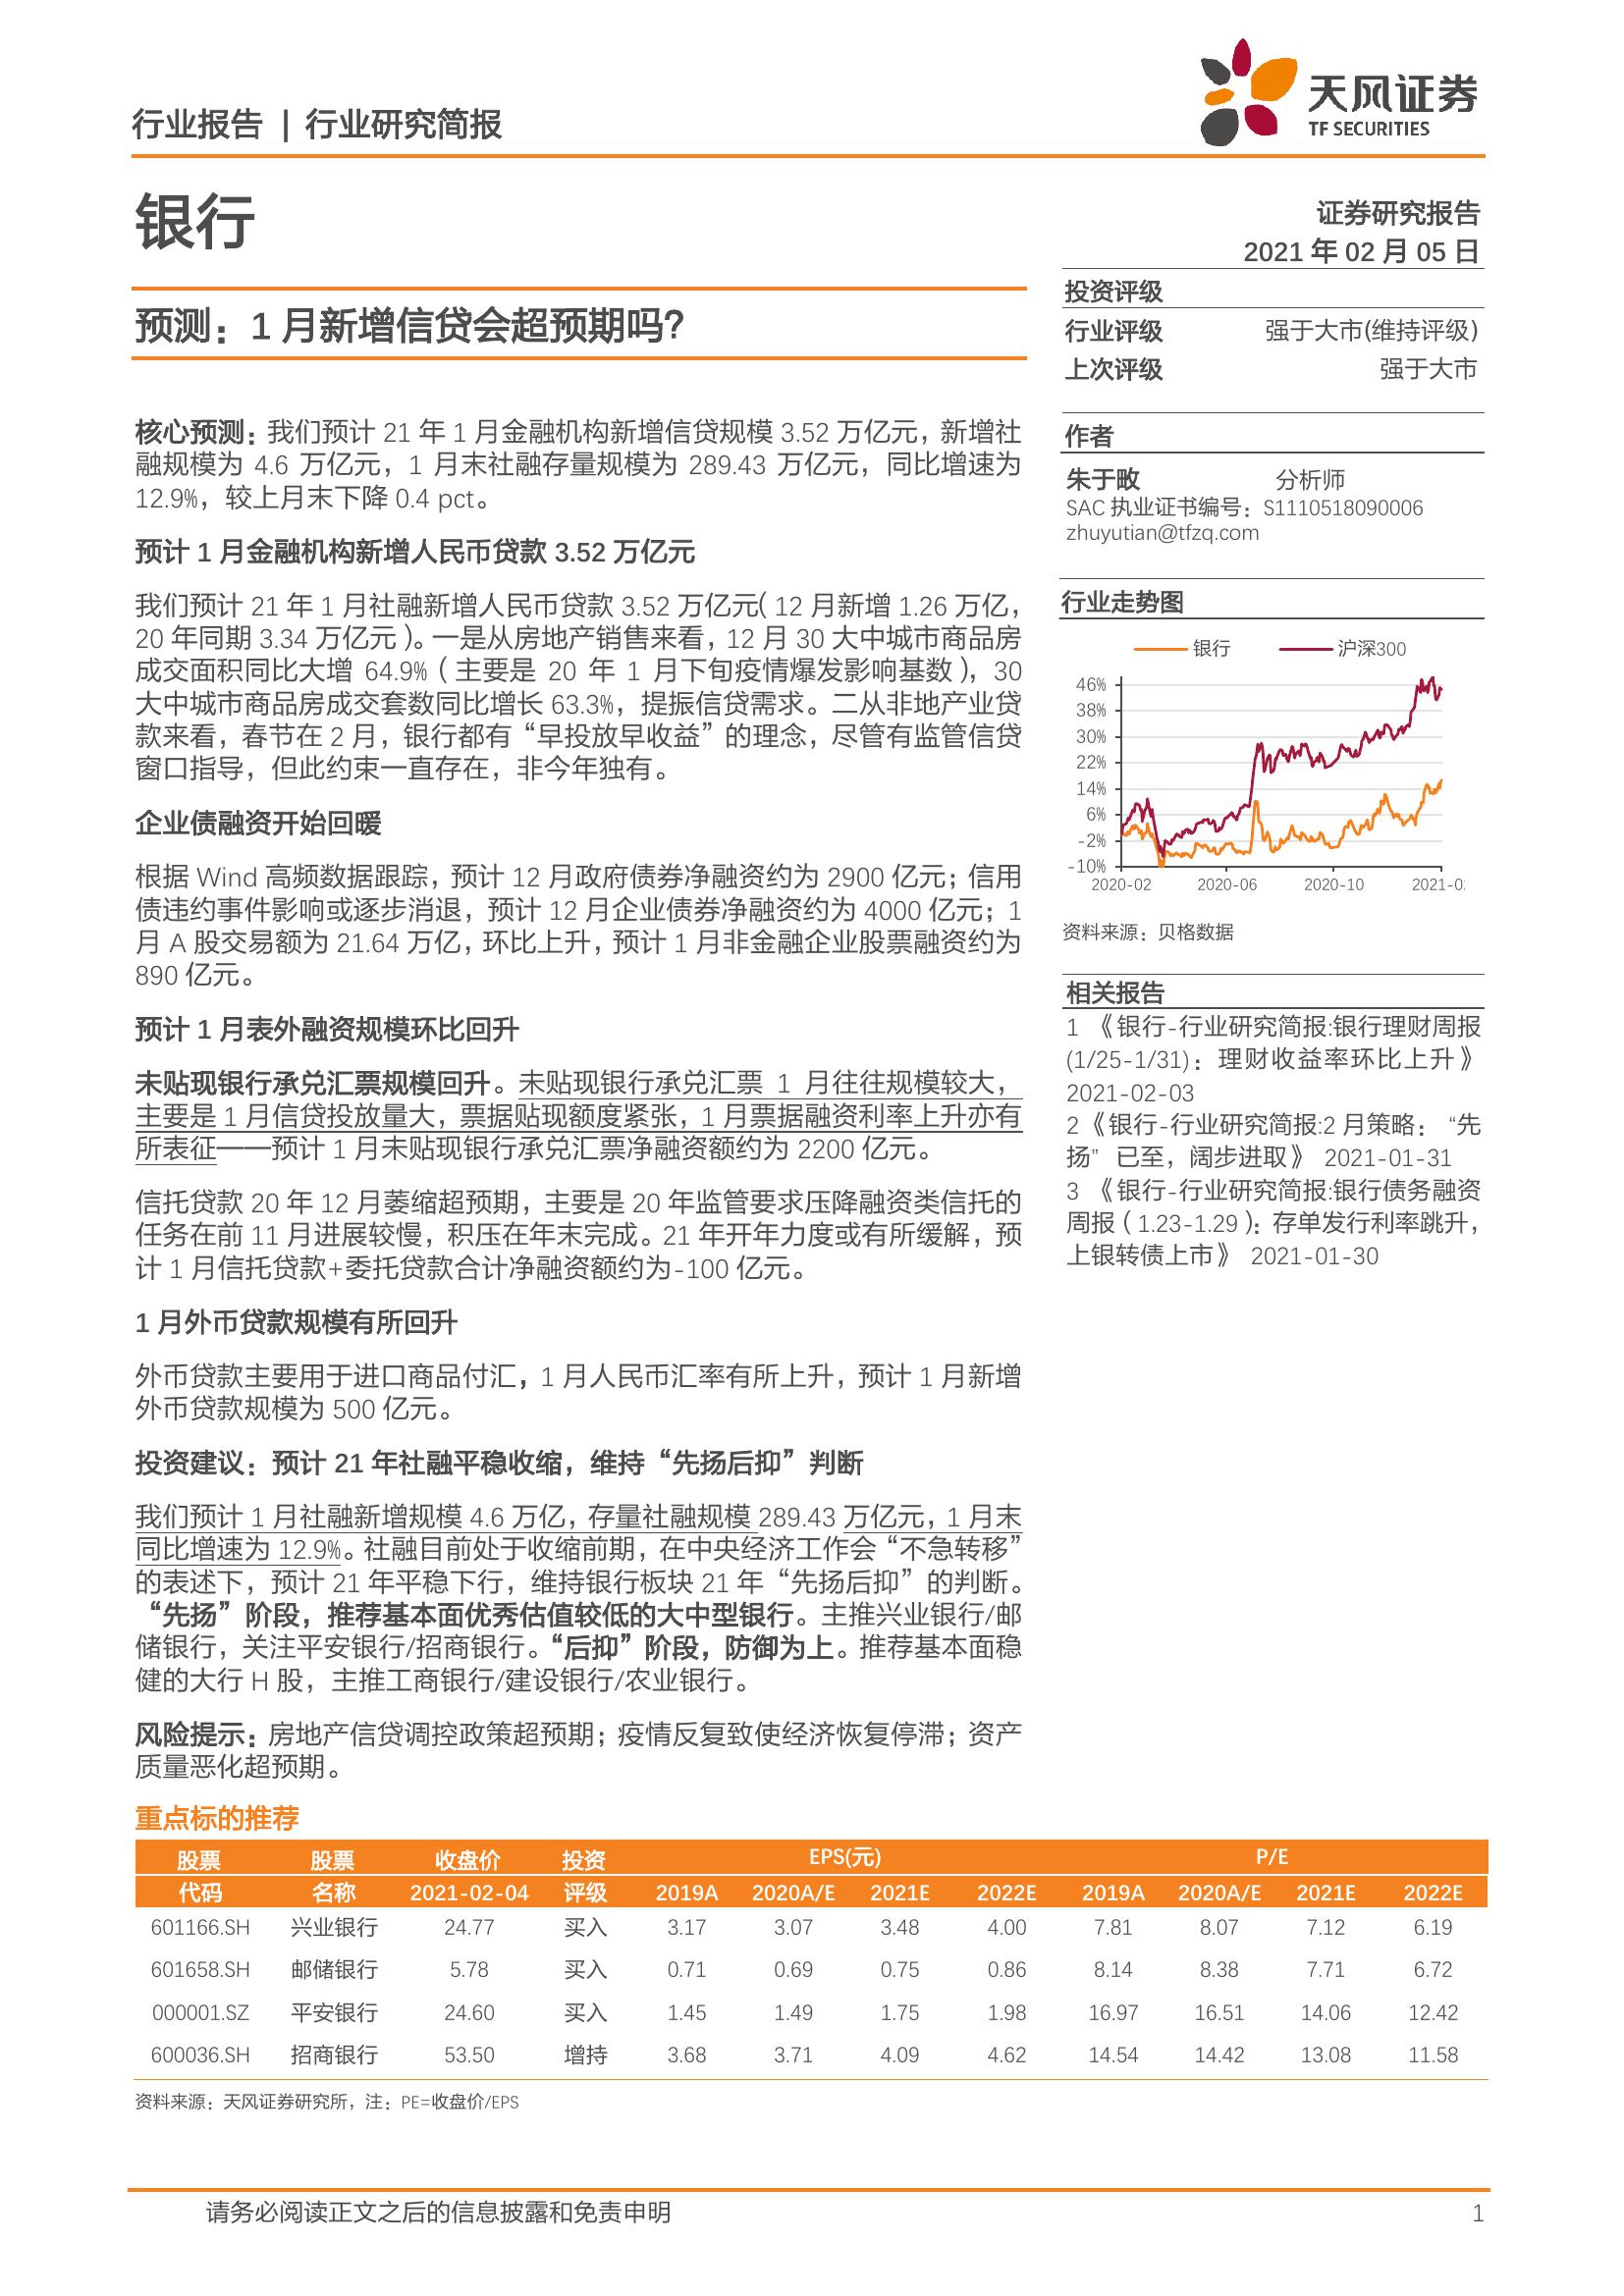 行业报告 | 行业研究简报
天风证券
TF SECURITIES
银行
证券研究报告
2021 年 02 月 05 日
预测：1 月新增信贷会超预期吗？
核心预测：我们预计 21 年 1 月金融机构新增信贷规模 3.52 万亿元，新增社
融规模为 4.6 万亿元，1 月末社融存量规模为 289.43 万亿元，同比增速为
12.9%，较上月末下降 0.4 pct。
预计 1 月金融机构新增人民币贷款 3.52 万亿元
我们预计 21 年 1 月社融新增人民币贷款 3.52 万亿元（12 月新增 1.26 万亿，
20 年同期 3.34 万亿元）。一是从房地产销售来看，12 月 30 大中城市商品房
成交面积同比大增 64.9%（主要是 20 年 1 月下旬疫情爆发影响基数），30
大中城市商品房成交套数同比增长 63.3%，提振信贷需求。二从非地产业贷
款来看，春节在 2 月，银行都有“早投放早收益”的理念，尽管有监管信贷
窗口指导，但此约束一直存在，非今年独有。
企业债融资开始回暖
根据 Wind 高频数据跟踪，预计 12 月政府债券净融资约为 2900 亿元；信用
债违约事件影响或逐步消退，预计 12 月企业债券净融资约为 4000 亿元；1
月 A 股交易额为 21.64 万亿，环比上升，预计 1 月非金融企业股票融资约为
890 亿元。
预计 1 月表外融资规模环比回升
未贴现银行承兑汇票规模回升。未贴现银行承兑汇票 1 月往往规模较大，
主要是 1 月信贷投放量大，票据贴现额度紧张，1 月票据融资利率上升亦有
所表征——预计 1 月未贴现银行承兑汇票净融资额约为 2200 亿元。
信托贷款 20 年 12 月萎缩超预期，主要是 20 年监管要求压降融资类信托的
任务在前 11 月进展较慢，积压在年末完成。21 年开年力度或有所缓解，预
计 1 月信托贷款+委托贷款合计净融资额约为-100 亿元。
1 月外币贷款规模有所回升
外币贷款主要用于进口商品付汇，1 月人民币汇率有所上升，预计 1 月新增
外币贷款规模为 500 亿元。
投资建议：预计 21 年社融平稳收缩，维持“先扬后抑”判断
我们预计 1 月社融新增规模 4.6 万亿，存量社融规模 289.43 万亿元，1 月末
同比增速为 12.9%。社融目前处于收缩前期，在中央经济工作会“不急转移”
的表述下，预计 21 年平稳下行，维持银行板块 21 年“先扬后抑”的判断。
“先扬”阶段，推荐基本面优秀估值较低的大中型银行。主推兴业银行/邮
储银行，关注平安银行/招商银行。“后抑”阶段，防御为上。推荐基本面稳
健的大行 H 股，主推工商银行/建设银行/农业银行。
风险提示：房地产信贷调控政策超预期；疫情反复致使经济恢复停滞；资产
质量恶化超预期。
投资评级
行业评级 强于大市(维持评级)
上次评级 强于大市
作者
朱于畋 分析师
SAC 执业证书编号：S1110518090006
zhuyutian@tfzq.com
行业走势图
银行 沪深300
46%
38%
30%
22%
14%
6%
-2%
-10%
2020-02 2020-06 2020-10 2021-0
资料来源：贝格数据
相关报告
1 《银行-行业研究简报:银行理财周报
(1/25-1/31)：理财收益率环比上升》
2021-02-03
2《银行-行业研究简报:2 月策略：“先
扬”已至，阔步进取》 2021-01-31
3 《银行-行业研究简报:银行债务融资
周报（1.23-1.29）：存单发行利率跳升，
上银转债上市》 2021-01-30
重点标的推荐
股票 股票 收盘价 投资 EPS(元) P/E
代码 名称 2021-02-04 评级 2019A 2020A/E 2021E 2022E 2019A 2020A/E 2021E 2022E
601166.SH 兴业银行 24.77 买入 3.17 3.07 3.48 4.00 7.81 8.07 7.12 6.19
601658.SH 邮储银行 5.78 买入 0.71 0.69 0.75 0.86 8.14 8.38 7.71 6.72
000001.SZ 平安银行 24.60 买入 1.45 1.49 1.75 1.98 16.97 16.51 14.06 12.42
600036.SH 招商银行 53.50 增持 3.68 3.71 4.09 4.62 14.54 14.42 13.08 11.58
资料来源：天风证券研究所，注：PE=收盘价/EPS
请务必阅读正文之后的信息披露和免责申明 1